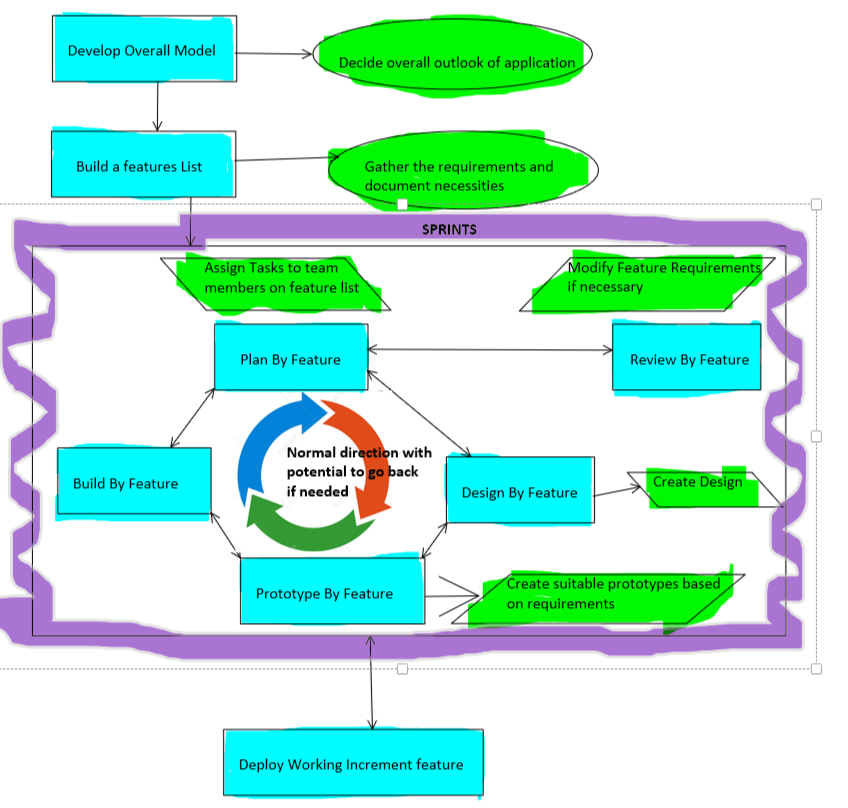 Develop Overall Model
Decide overall outlook of application
Build a features List
Gather the requirements and
document necessities
SPRINTS
Assign Tasks to team
members on feature list
Modify Feature Requirements
if necessary
Plan By Feature
Review By Feature
Normal direction with
potential to go back
if needed
Build By Feature
Design By Feature
Create Design
Prototype By Feature
Create suitable prototypes based
on requirements
Deploy Working Increment feature